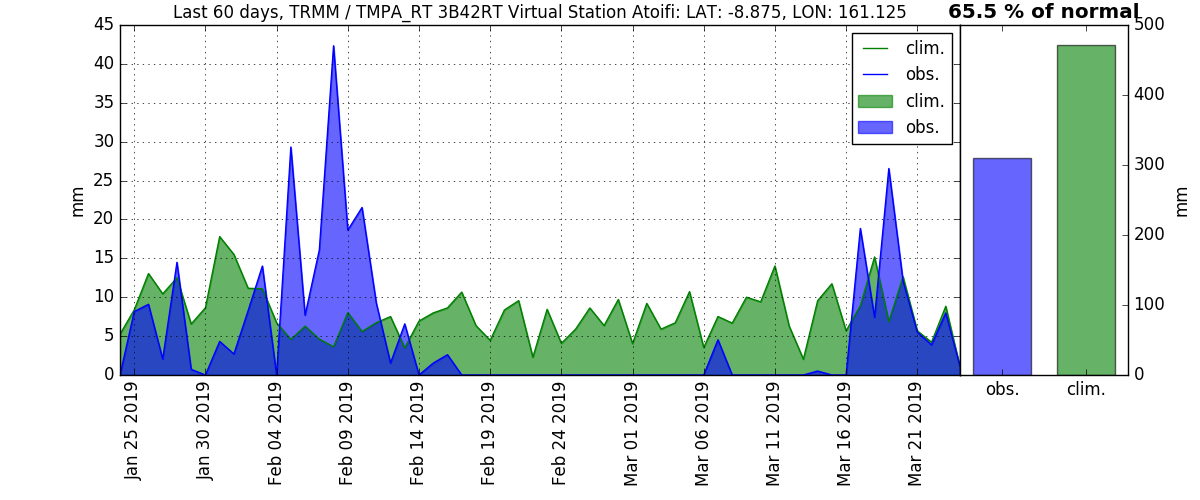 Last 60 days, TRMM / TMPA_RT 3B42RT Virtual Station Atoifi: LAT: -8.875, LON: 161.125
65.5 % of normal
45
40
35
30
25
20
15
10
5
0
mm
clim.
obs.
clim.
obs.
500
400
300
200
100
0
mm
obs.
clim.
Jan 25 2019
Jan 30 2019
Feb 04 2019
Feb 09 2019
Feb 14 2019
Feb 19 2019
Feb 24 2019
Mar 01 2019
Mar 06 2019
Mar 11 2019
Mar 16 2019
Mar 21 2019